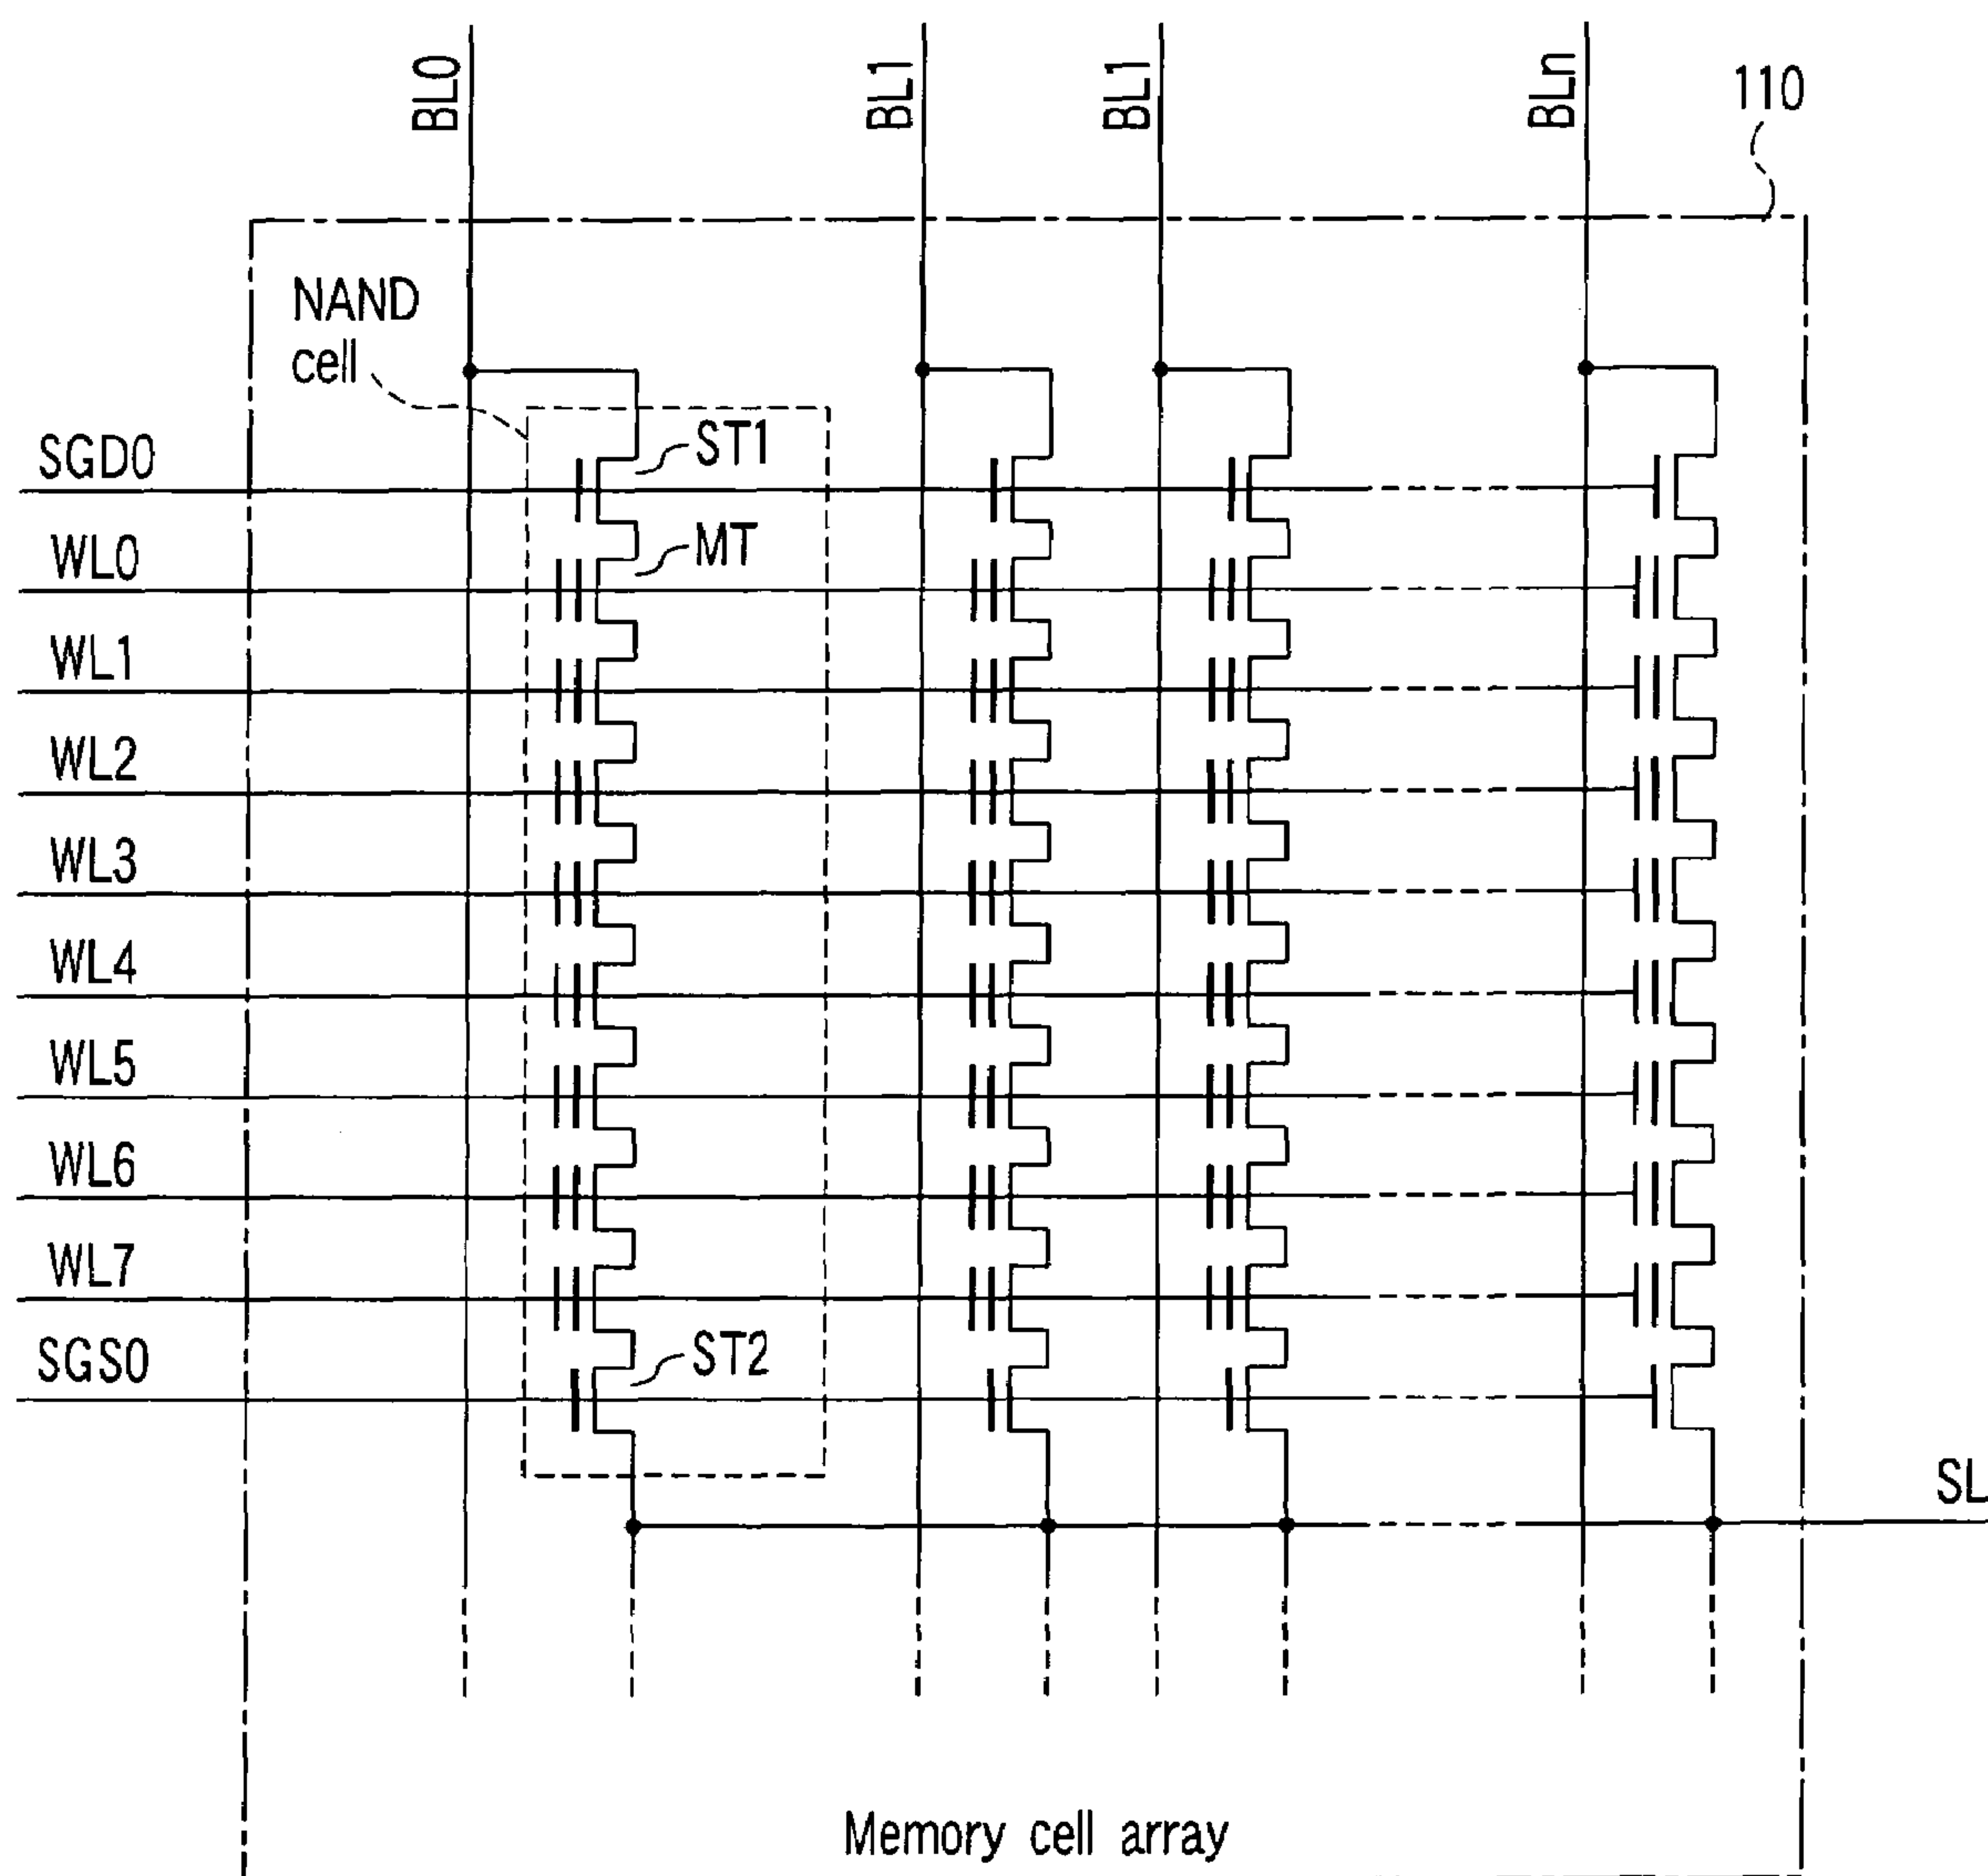 BL0
BL1
BL1
BLn
110
NAND
cell
ST1
SGD0
MT
WL0
WL1
WL2
WL3
WL4
WL5
WL6
WL7
ST2
SGS0
SL
Memory cell array